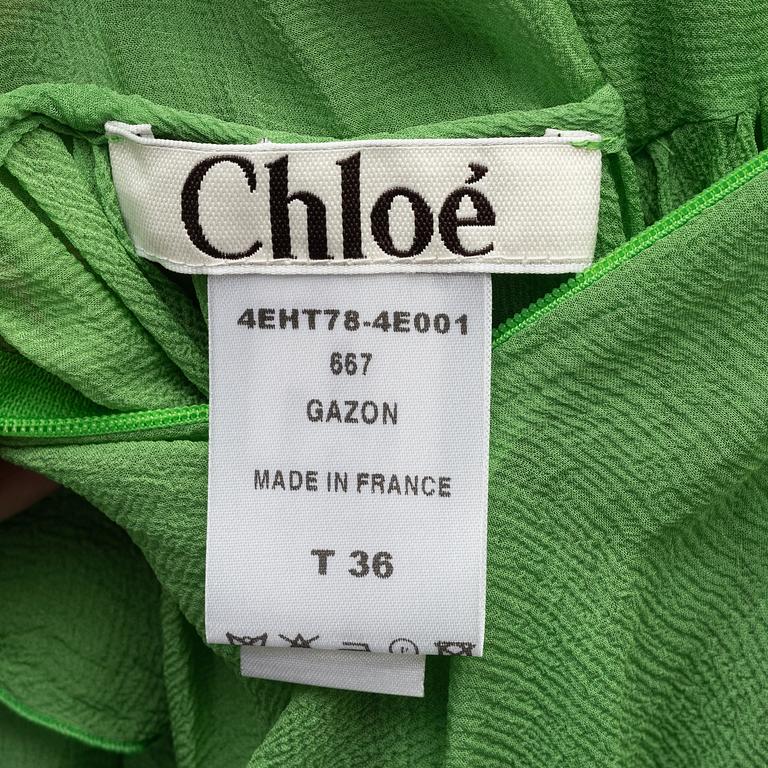 Chloé
4EHT78-4E001
667
GAZON
MADE IN FRANCE
T 36